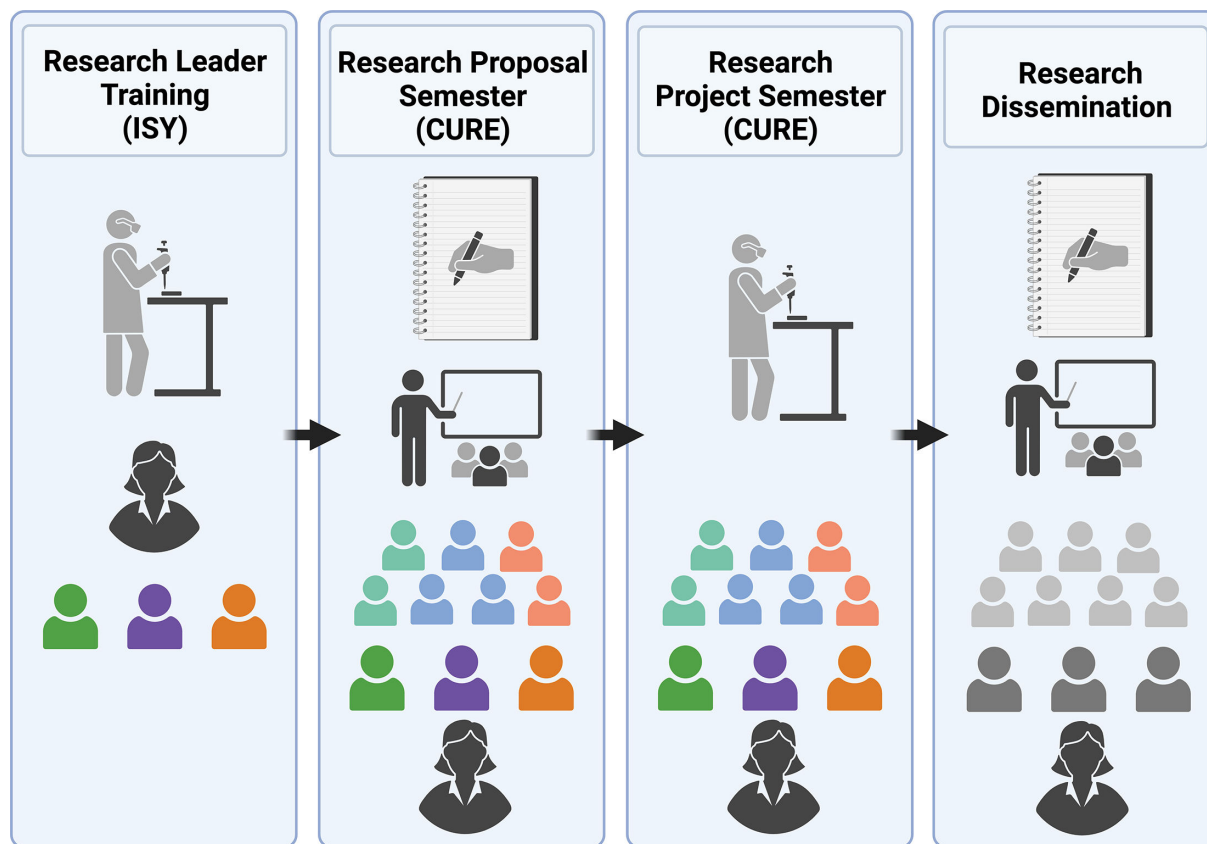 Research Leader
Training
(ISY)
Research Proposal
Semester
(CURE)
Research
Project Semester
(CURE)
Research
Dissemination